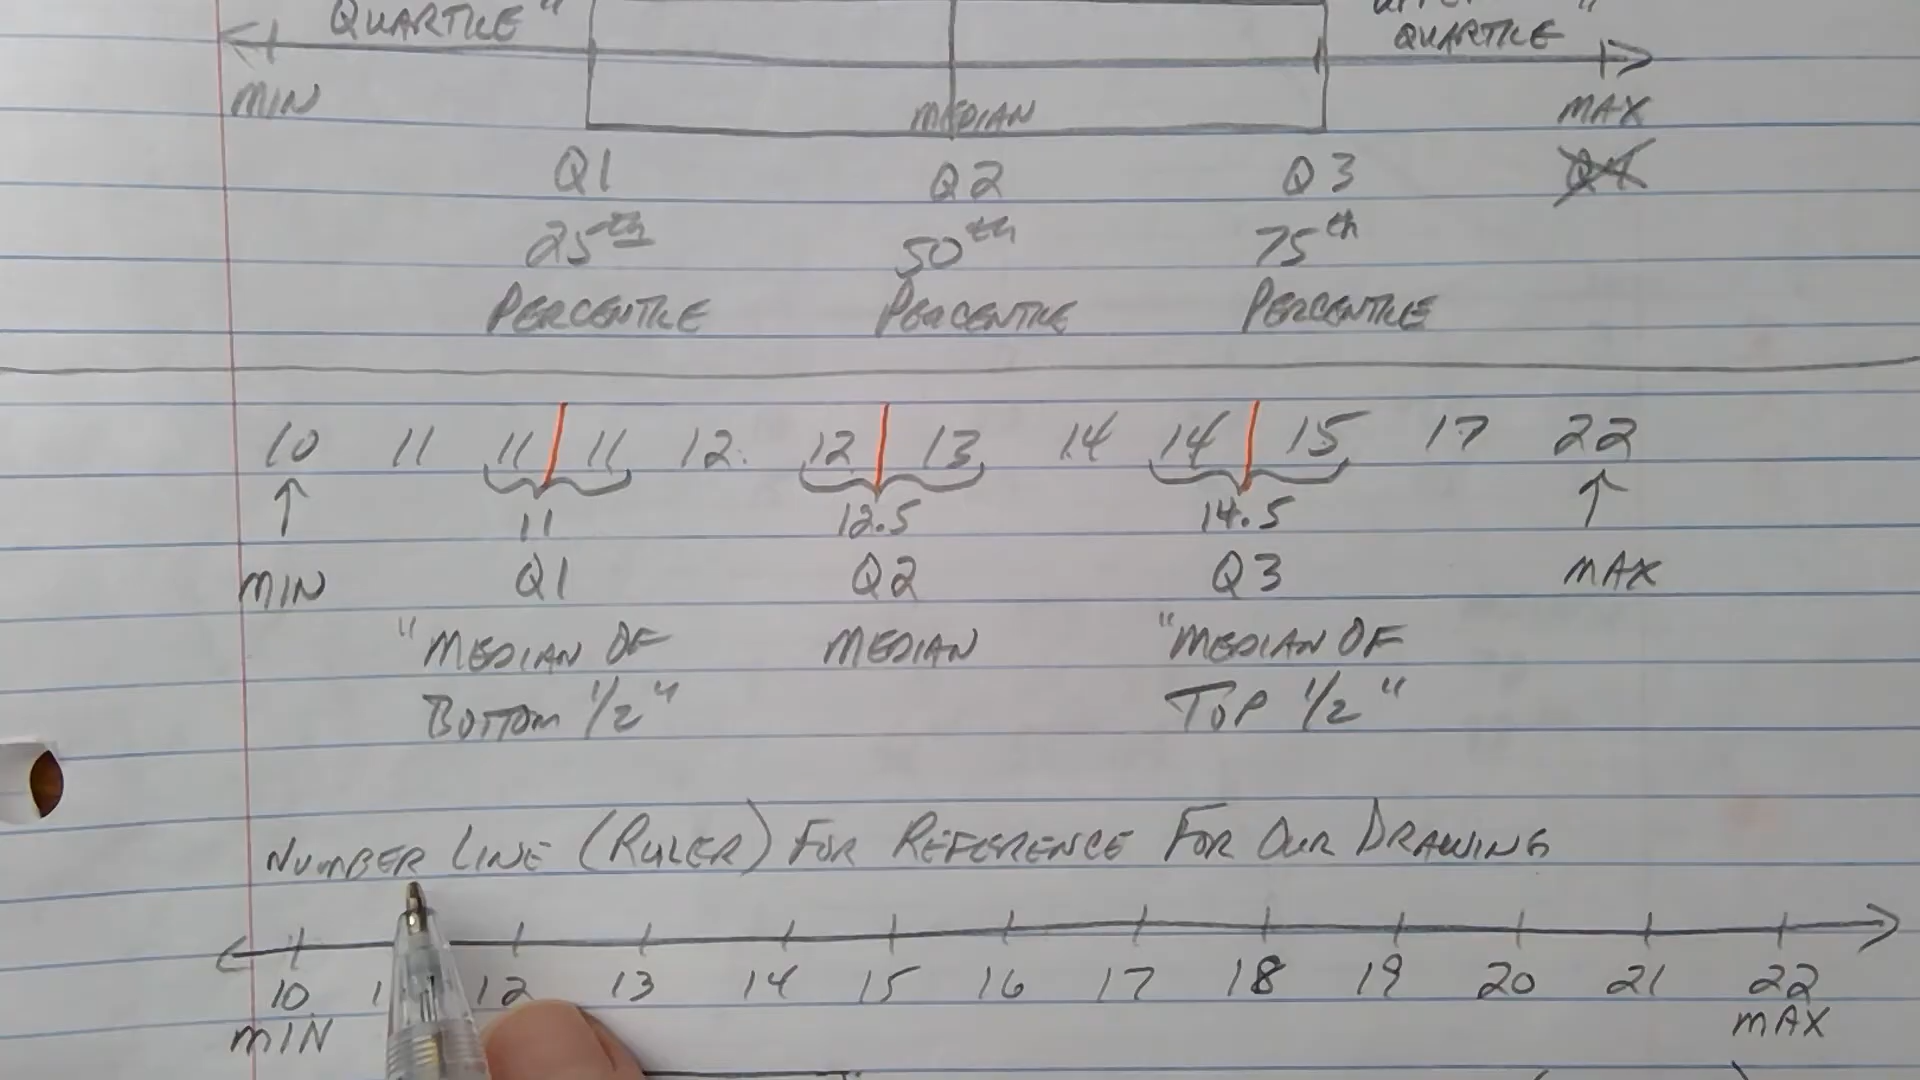 QUARTILE"
QUARTILE "
MIN MEDIAN MAX
Q1 Q2 Q3 Q4
25th 50th 75th
PERCENTILE PERCENTILE PERCENTILE
10 11 11 11 12 12 13 14 14 15 17 22
11 12.5 14.5
MIN Q1 Q2 Q3 MAX
"MEDIAN OF MEDIAN "MEDIAN OF
BOTTOM 1/2" TOP 1/2"
NUMBER LINE (RULER) FOR REFERENCE FOR OUR DRAWING
10 12 13 14 15 16 17 18 19 20 21 22
MIN MAX